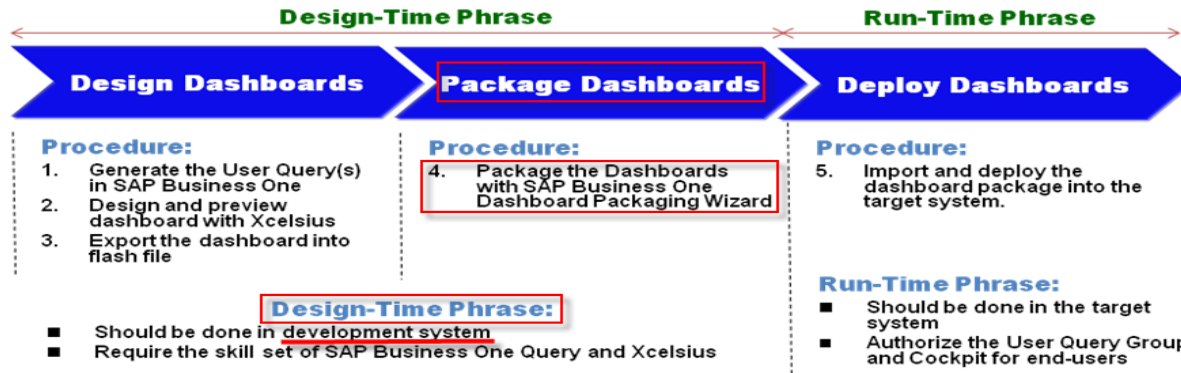 Design-Time Phrase
Run-Time Phrase
Design Dashboards
Package Dashboards
Deploy Dashboards
Procedure:
1. Generate the User Query(s)
in SAP Business One
2. Design and preview
dashboard with Xcelsius
3. Export the dashboard into
flash file
Procedure:
4. Package the Dashboards
with SAP Business One
Dashboard Packaging Wizard
Procedure:
5. Import and deploy the
dashboard package into the
target system.
Design-Time Phrase:
■ Should be done in development system
■ Require the skill set of SAP Business One Query and Xcelsius
Run-Time Phrase:
■ Should be done in the target
system
■ Authorize the User Query Group
and Cockpit for end-users